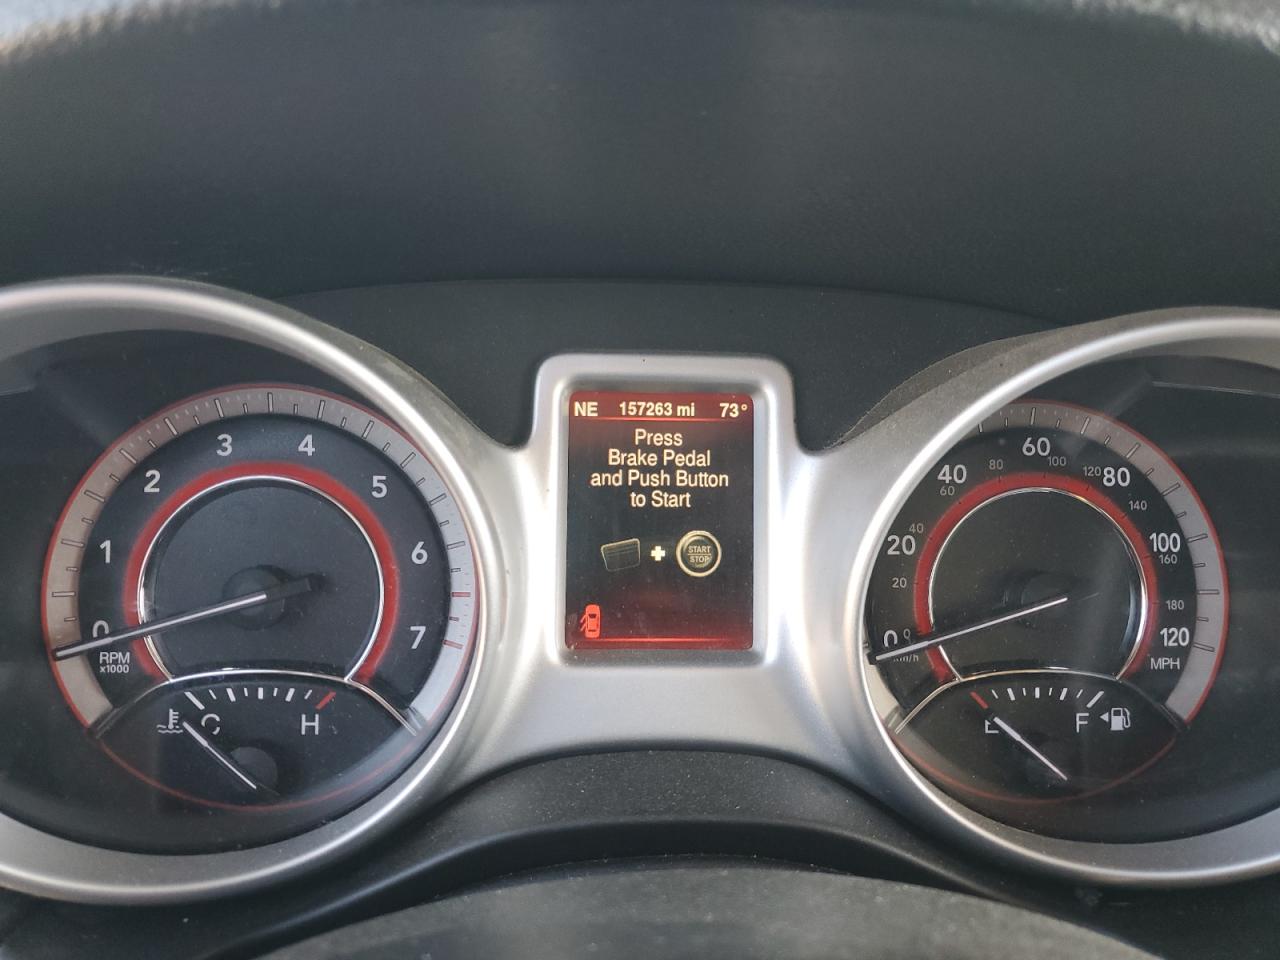 NE 157263 mi 73°
Press
Brake Pedal
and Push Button
to Start
START
STOP
0 1 2 3 4 5 6 7
RPM
x1000
C H
0 20 40 60 80 100 120
MPH
0 20 40 60 80 100 120 140 160 180
km/h
E F